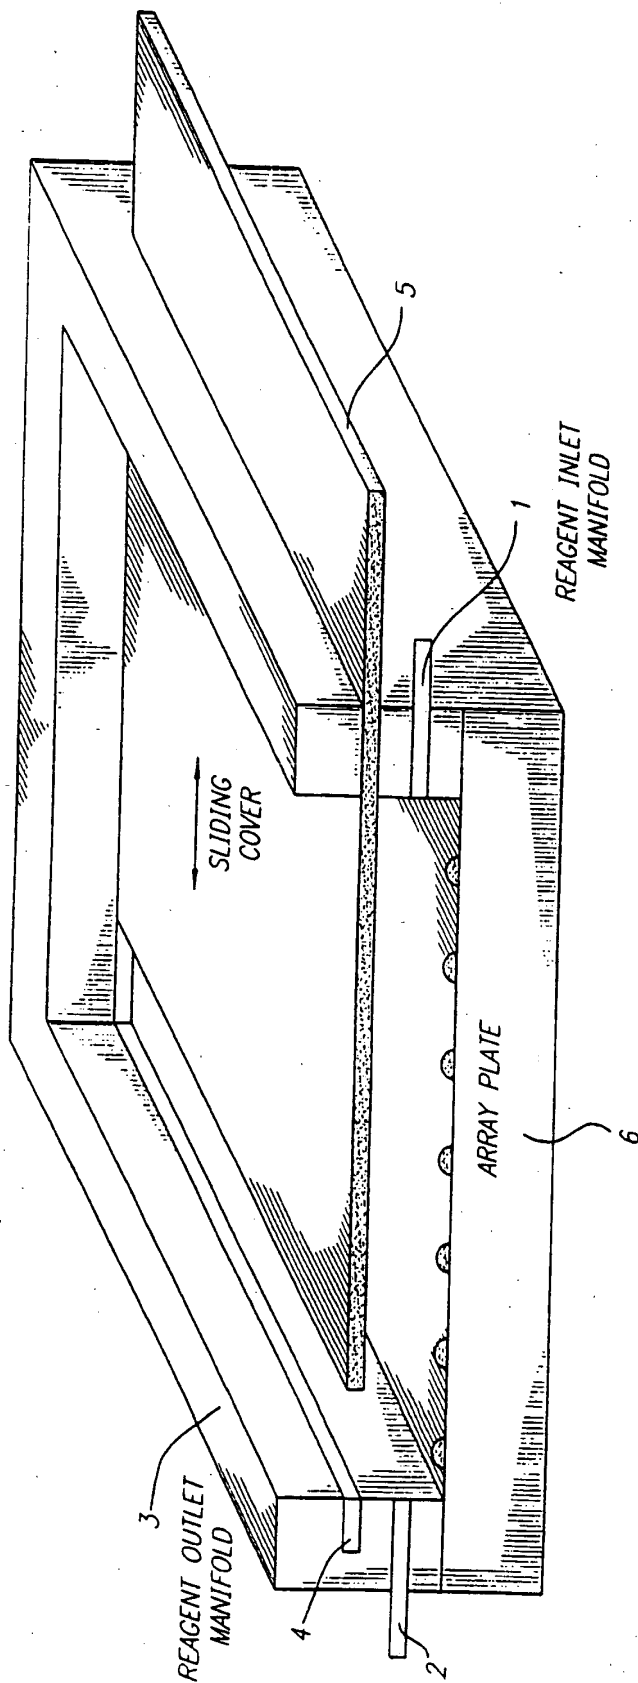 REAGENT OUTLET
MANIFOLD
3
4
2
SLIDING
COVER
ARRAY PLATE
6
5
1
REAGENT INLET
MANIFOLD